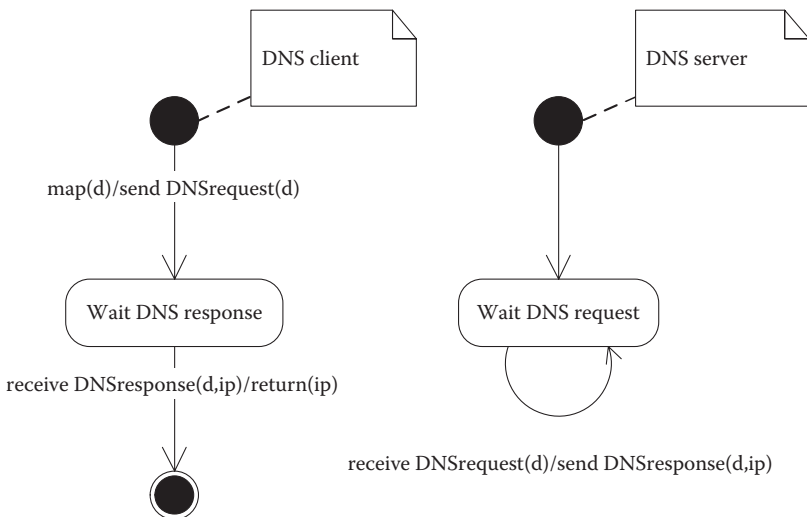 DNS client
DNS server
map(d)/send DNSrequest(d)
Wait DNS response
Wait DNS request
receive DNSresponse(d,ip)/return(ip)
receive DNSrequest(d)/send DNSresponse(d,ip)